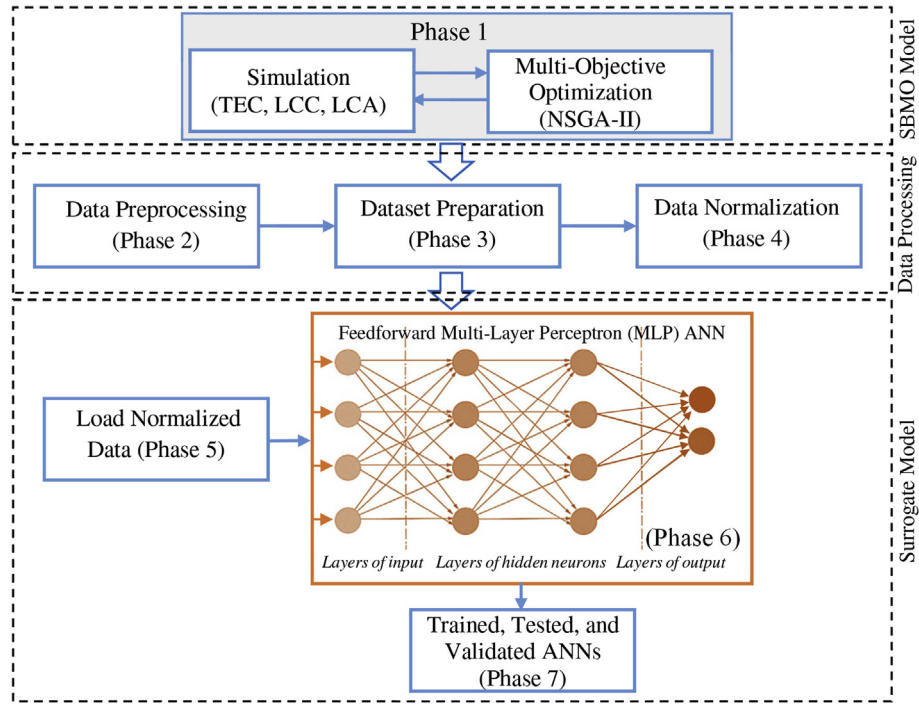 Phase 1
Simulation
(TEC, LCC, LCA)
Multi-Objective
Optimization
(NSGA-II)
SBMO Model
Data Preprocessing
(Phase 2)
Dataset Preparation
(Phase 3)
Data Normalization
(Phase 4)
Data Processing
Feedforward Multi-Layer Perceptron (MLP) ANN
Load Normalized
Data (Phase 5)
(Phase 6)
Layers of input
Layers of hidden neurons
Layers of output
Trained, Tested, and
Validated ANNs
(Phase 7)
Surrogate Model